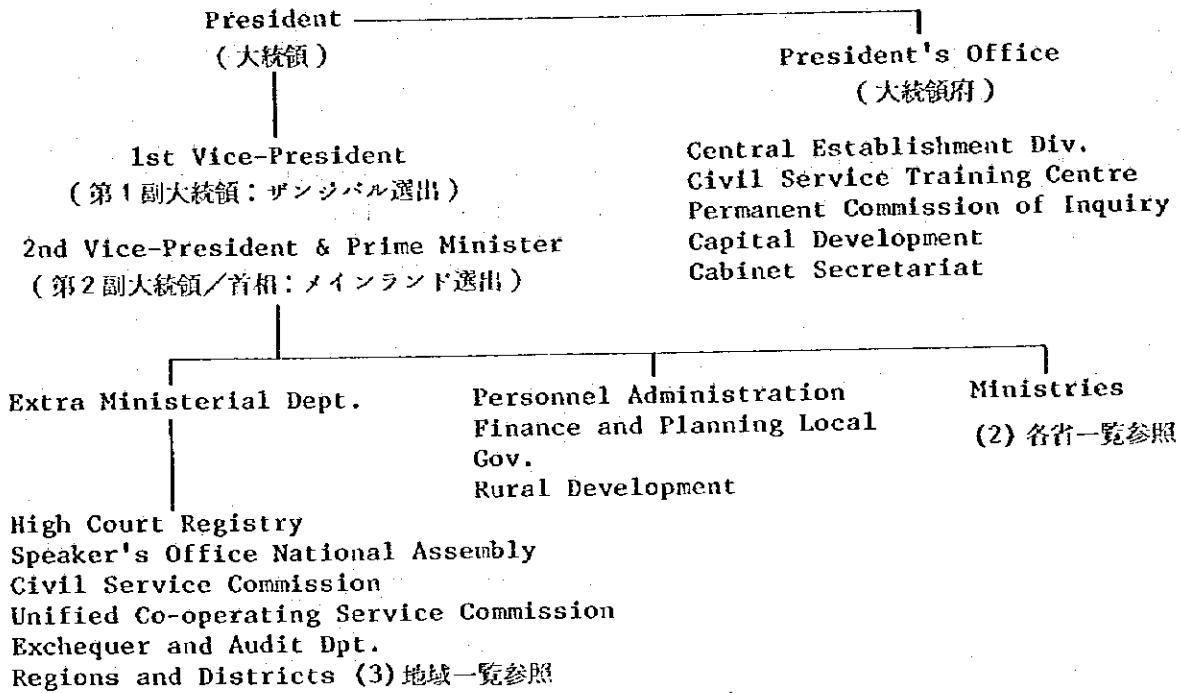 President
(大統領)
President's Office
(大統領府)
1st Vice-President
(第1副大統領：ザンジバル選出)
2nd Vice-President & Prime Minister
(第2副大統領／首相：メインランド選出)
Central Establishment Div.
Civil Service Training Centre
Permanent Commission of Inquiry
Capital Development
Cabinet Secretariat
Extra Ministerial Dept.
Personnel Administration
Finance and Planning Local
Gov.
Rural Development
Ministries
(2) 各省一覧参照
High Court Registry
Speaker's Office National Assembly
Civil Service Commission
Unified Co-operating Service Commission
Exchequer and Audit Dpt.
Regions and Districts (3)地域一覧参照